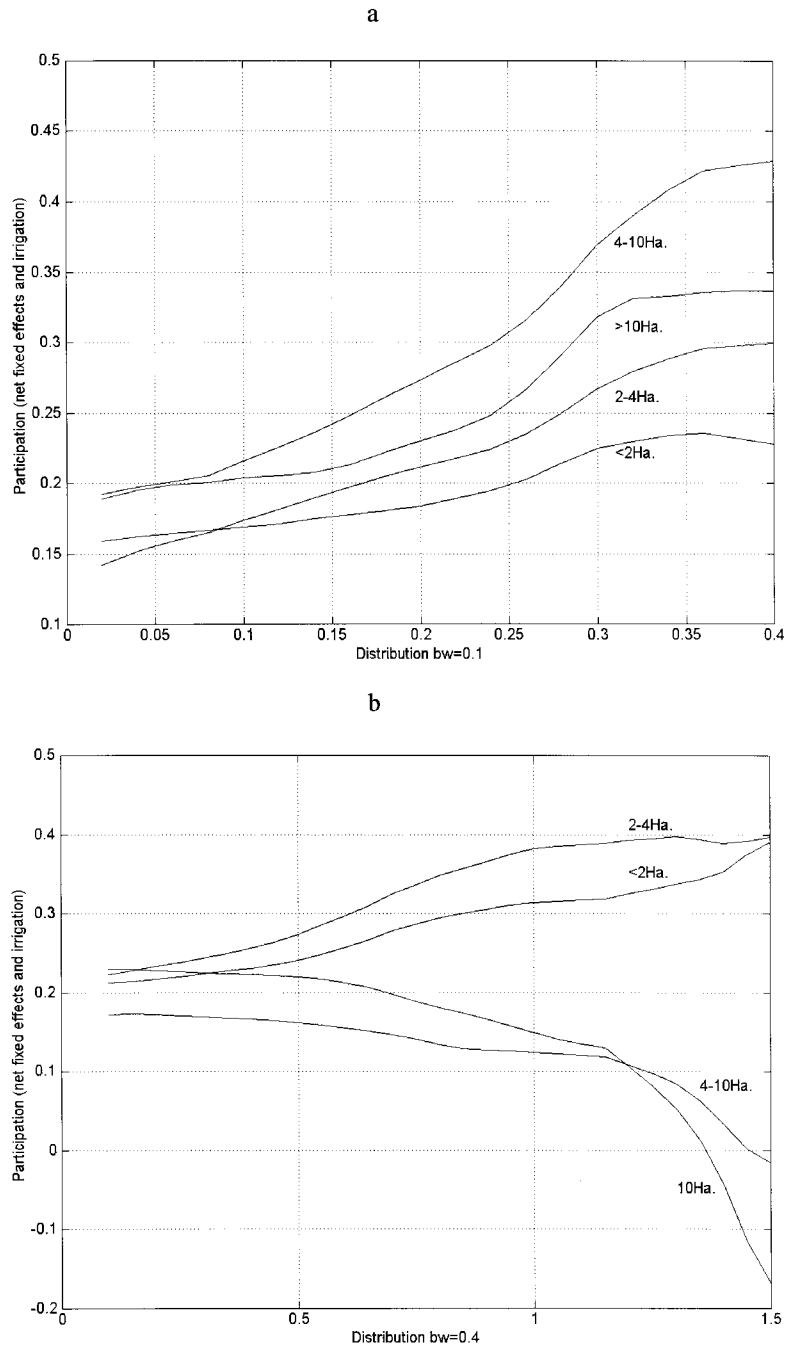 a
0.5
0.45
0.4
0.35
0.3
0.25
0.2
0.15
0.1
Participation (net fixed effects and irrigation)
4-10Ha.
>10Ha.
2-4Ha.
<2Ha.
0 0.05 0.1 0.15 0.2 0.25 0.3 0.35 0.4
Distribution bw=0.1
b
0.5
0.4
0.3
0.2
0.1
0
-0.1
-0.2
Participation (net fixed effects and irrigation)
2-4Ha.
<2Ha.
4-10Ha.
10Ha.
0 0.5 1 1.5
Distribution bw=0.4